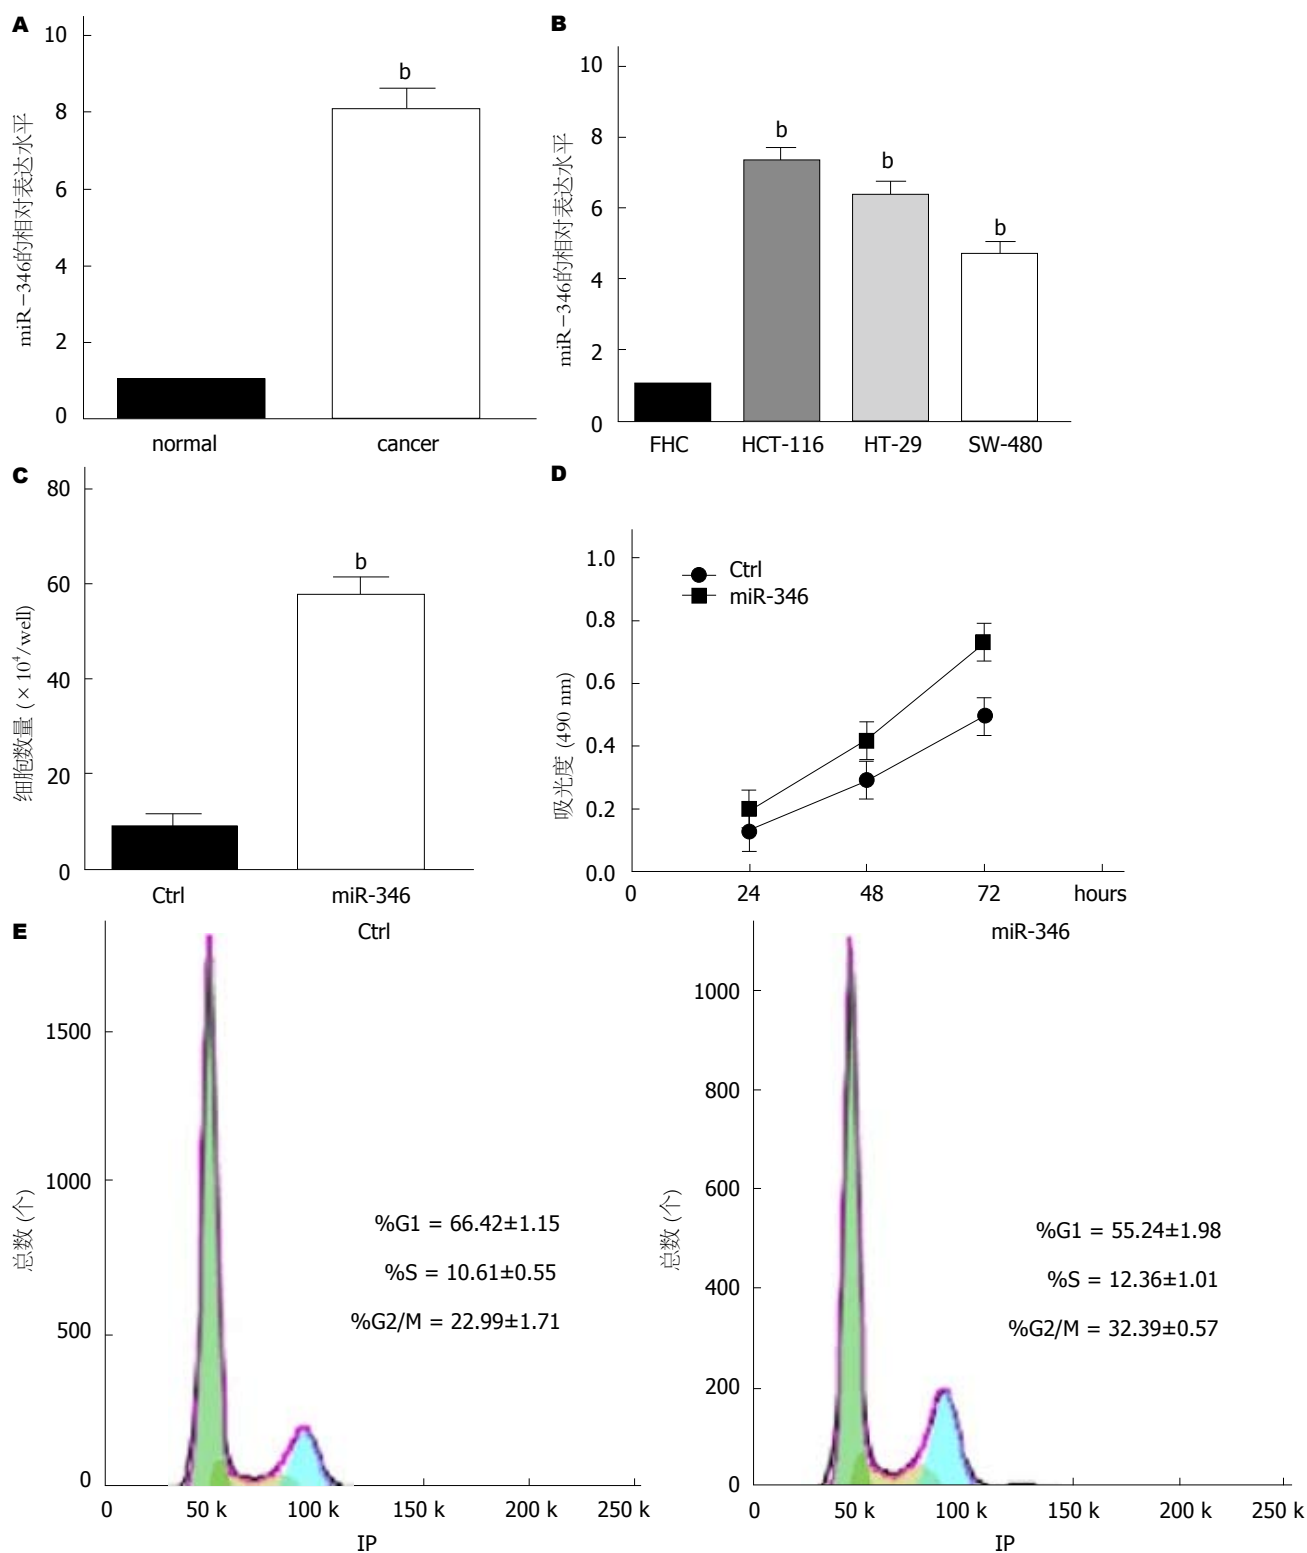 A
10
8
6
4
2
0
miR-346的相对表达水平
b
normal
cancer
B
10
8
6
4
2
0
miR-346的相对表达水平
b
b
b
FHC
HCT-116
HT-29
SW-480
C
80
60
40
20
0
细胞数量 (× 10⁴/well)
b
Ctrl
miR-346
D
1.0
0.8
0.6
0.4
0.2
0.0
吸光度 (490 nm)
Ctrl
miR-346
0
24
48
72
hours
E
Ctrl
1500
1000
500
0
总数 (个)
%G1 = 66.42±1.15
%S = 10.61±0.55
%G2/M = 22.99±1.71
0
50 k
100 k
150 k
200 k
250 k
IP
miR-346
1000
800
600
400
200
0
总数 (个)
%G1 = 55.24±1.98
%S = 12.36±1.01
%G2/M = 32.39±0.57
0
50 k
100 k
150 k
200 k
250 k
IP